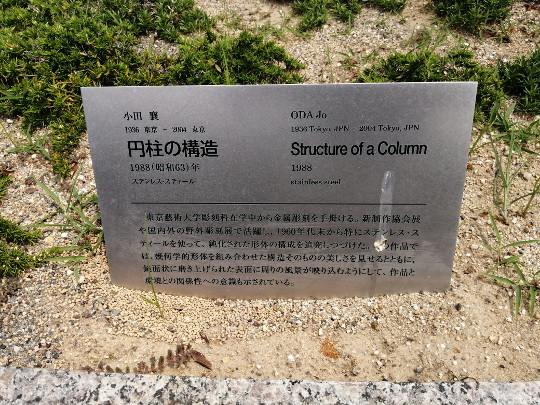 小田 襄
1936 東京 － 2004 東京
円柱の構造
1988(昭和63)年
ステンレス・スティール
ODA Jo
1936 Tokyo, JPN － 2004 Tokyo, JPN
Structure of a Column
1988
stainless steel
東京藝術大学彫刻科在学中から金属彫刻を手掛ける。新制作協会展
や国内外の野外彫刻展で活躍し、1960年代末から特にステンレス・ス
ティールを使って、純化された形体の構成を追究しつづけた。本作品で
は、幾何学的形体を組み合わせた構造そのものの美しさを見せるとともに、
鏡面状に磨き上げられた表面に周りの風景が映り込むようにして、作品と
環境との関係性への意識も示されている。